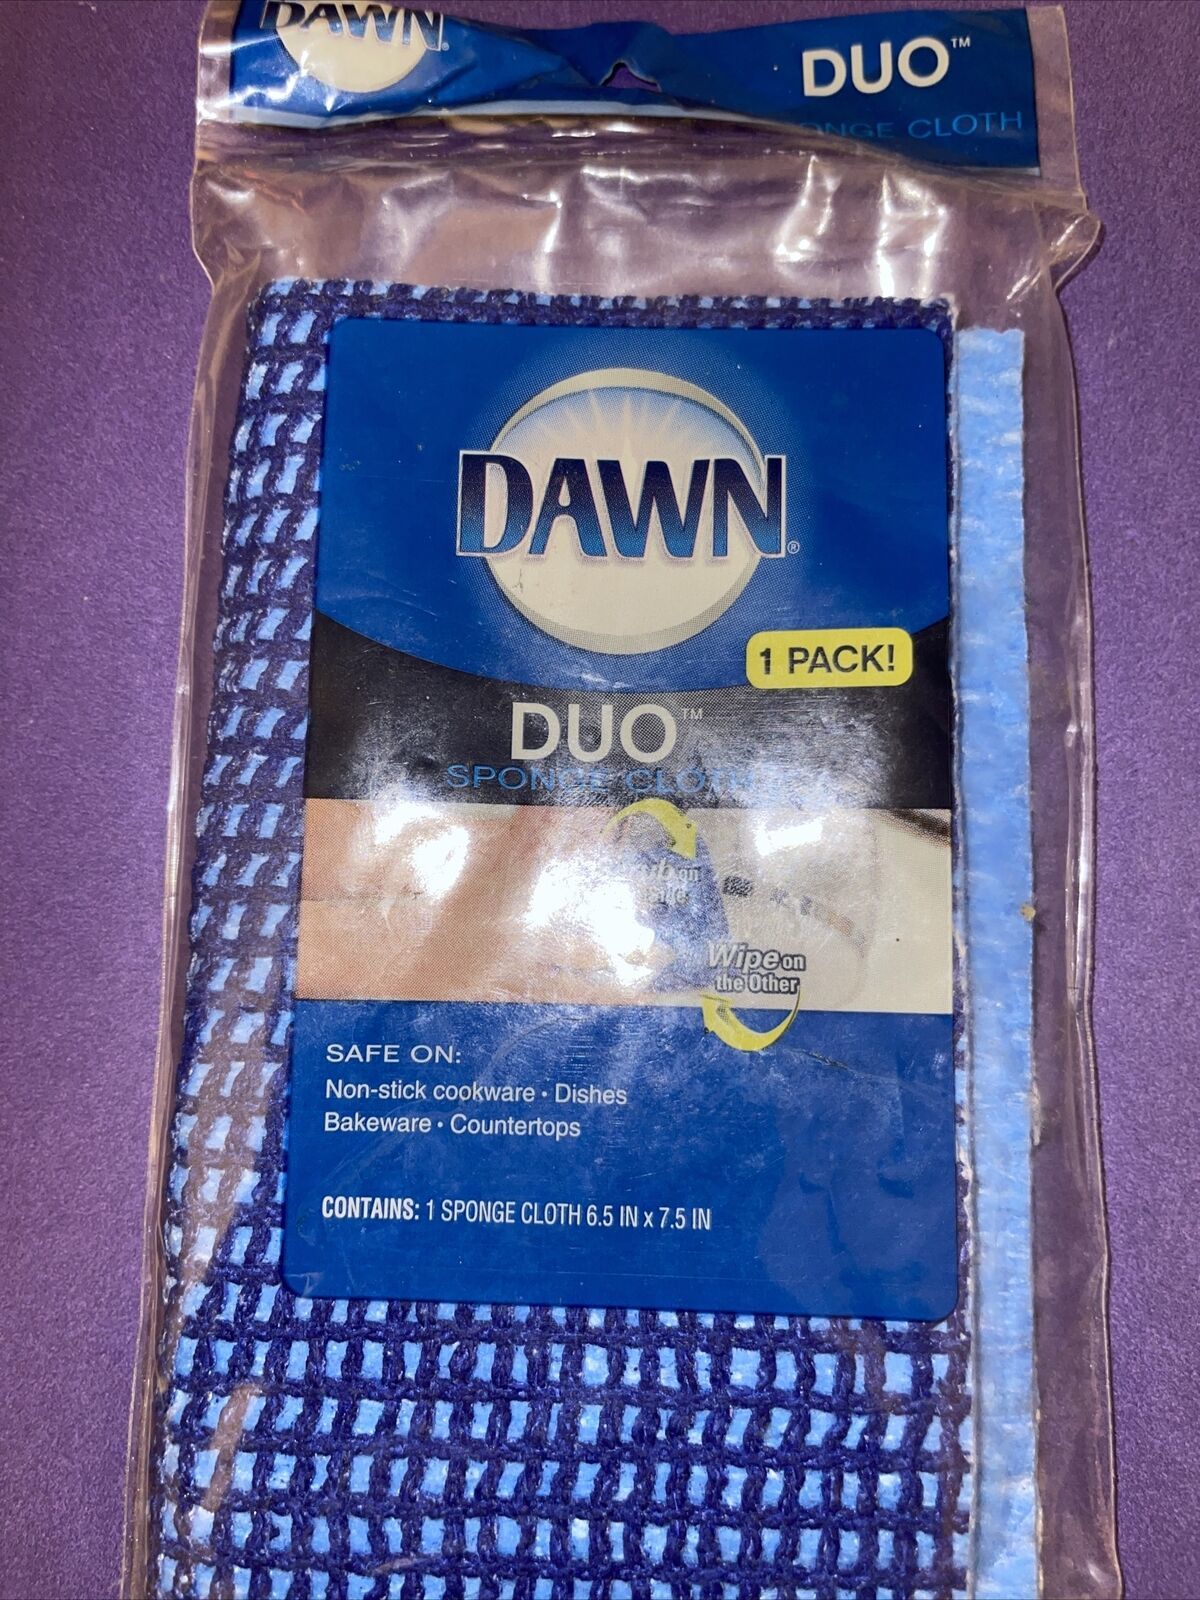 DAWN®
DUO™
CLOTH
DAWN®
1 PACK!
DUO™
SPONGE CLOTH
on
Wipe on
the Other
SAFE ON:
Non-stick cookware • Dishes
Bakeware • Countertops
CONTAINS: 1 SPONGE CLOTH 6.5 IN x 7.5 IN